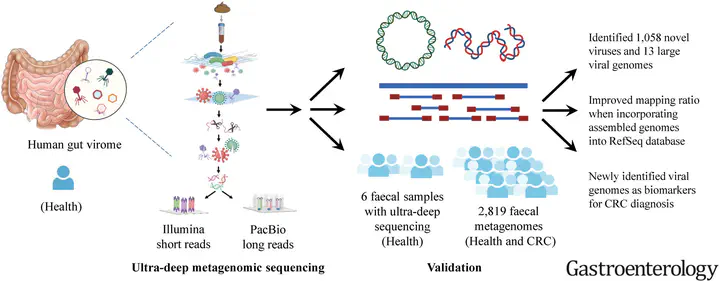 Human gut virome
(Health)
Illumina
short reads
PacBio
long reads
Ultra-deep metagenomic sequencing
6 faecal samples
with ultra-deep
sequencing
(Health)
2,819 faecal
metagenomes
(Health and CRC)
Validation
Identified 1,058 novel
viruses and 13 large
viral genomes
Improved mapping ratio
when incorporating
assembled genomes
into RefSeq database
Newly identified viral
genomes as biomarkers
for CRC diagnosis
Gastroenterology